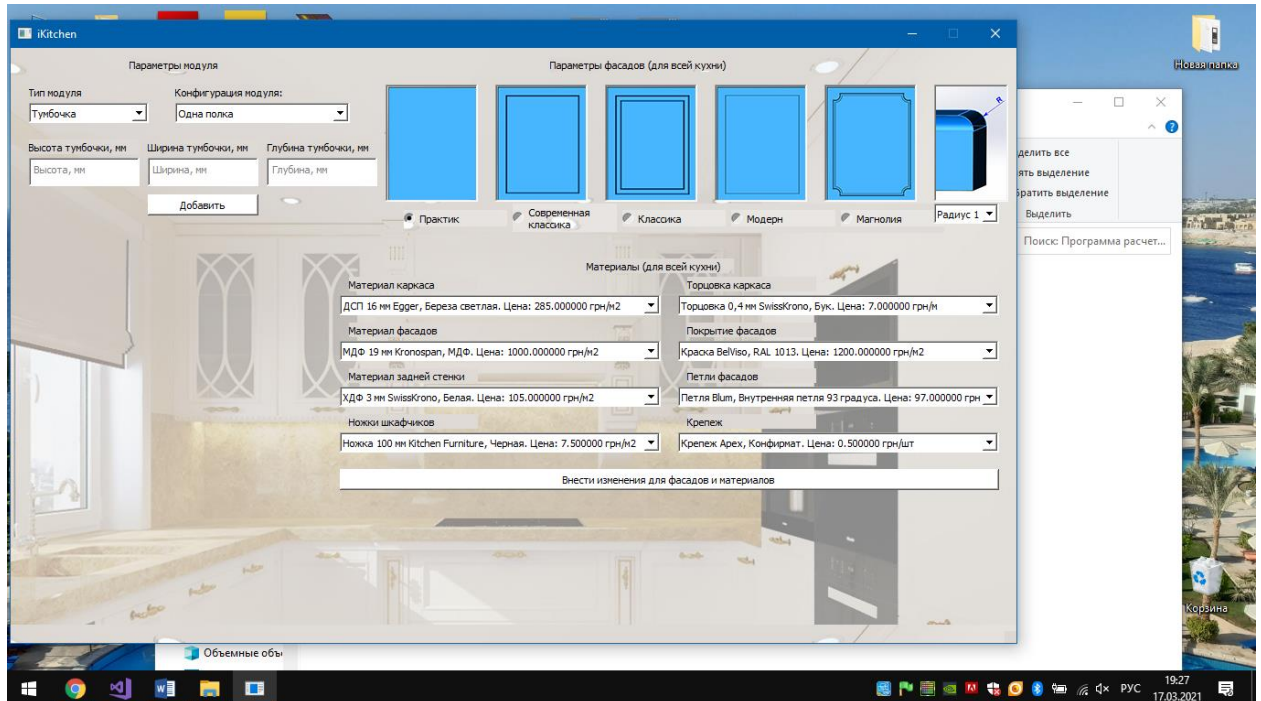 iKitchen
Новая папка
Параметры модуля
Параметры фасадов (для всей кухни)
Тип модуля
Конфигурация модуля:
Тумбочка
Одна полка
Высота тумбочки, мм
Ширина тумбочки, мм
Глубина тумбочки, мм
Высота, мм
Ширина, мм
Глубина, мм
Добавить
R
Практик
Современная
классика
Классика
Модерн
Магнолия
Радиус 1
делить все
ять выделение
братить выделение
Выделить
Поиск: Программа расчет...
Материалы (для всей кухни)
Материал каркаса
Торцовка каркаса
ДСП 16 мм Egger, Береза светлая. Цена: 285.000000 грн/м2
Торцовка 0,4 мм SwissKrono, Бук. Цена: 7.000000 грн/м
Материал фасадов
Покрытие фасадов
МДФ 19 мм Kronospan, МДФ. Цена: 1000.000000 грн/м2
Краска BelViso, RAL 1013. Цена: 1200.000000 грн/м2
Материал задней стенки
Петли фасадов
ХДФ 3 мм SwissKrono, Белая. Цена: 105.000000 грн/м2
Петля Blum, Внутренняя петля 93 градуса. Цена: 97.000000 грн
Ножки шкафчиков
Крепеж
Ножка 100 мм Kitchen Furniture, Черная. Цена: 7.500000 грн/м2
Крепеж Apex, Конфирмат. Цена: 0.500000 грн/шт
Внести изменения для фасадов и материалов
Корзина
Объемные объ
РУС
19:27
17.03.2021